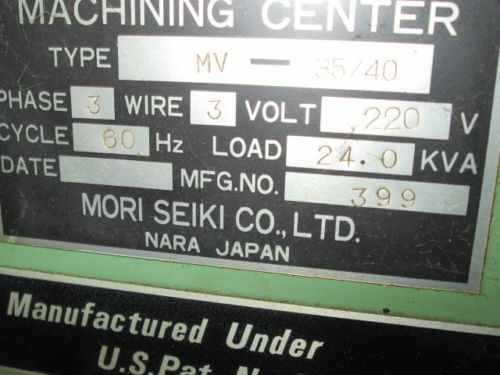 MACHINING CENTER
TYPE MV — 35/40
PHASE 3 WIRE 3 VOLT 220 V
CYCLE 60 Hz LOAD 24.0 KVA
DATE MFG.NO. 399
MORI SEIKI CO., LTD.
NARA JAPAN
Manufactured Under
U.S.Pat.